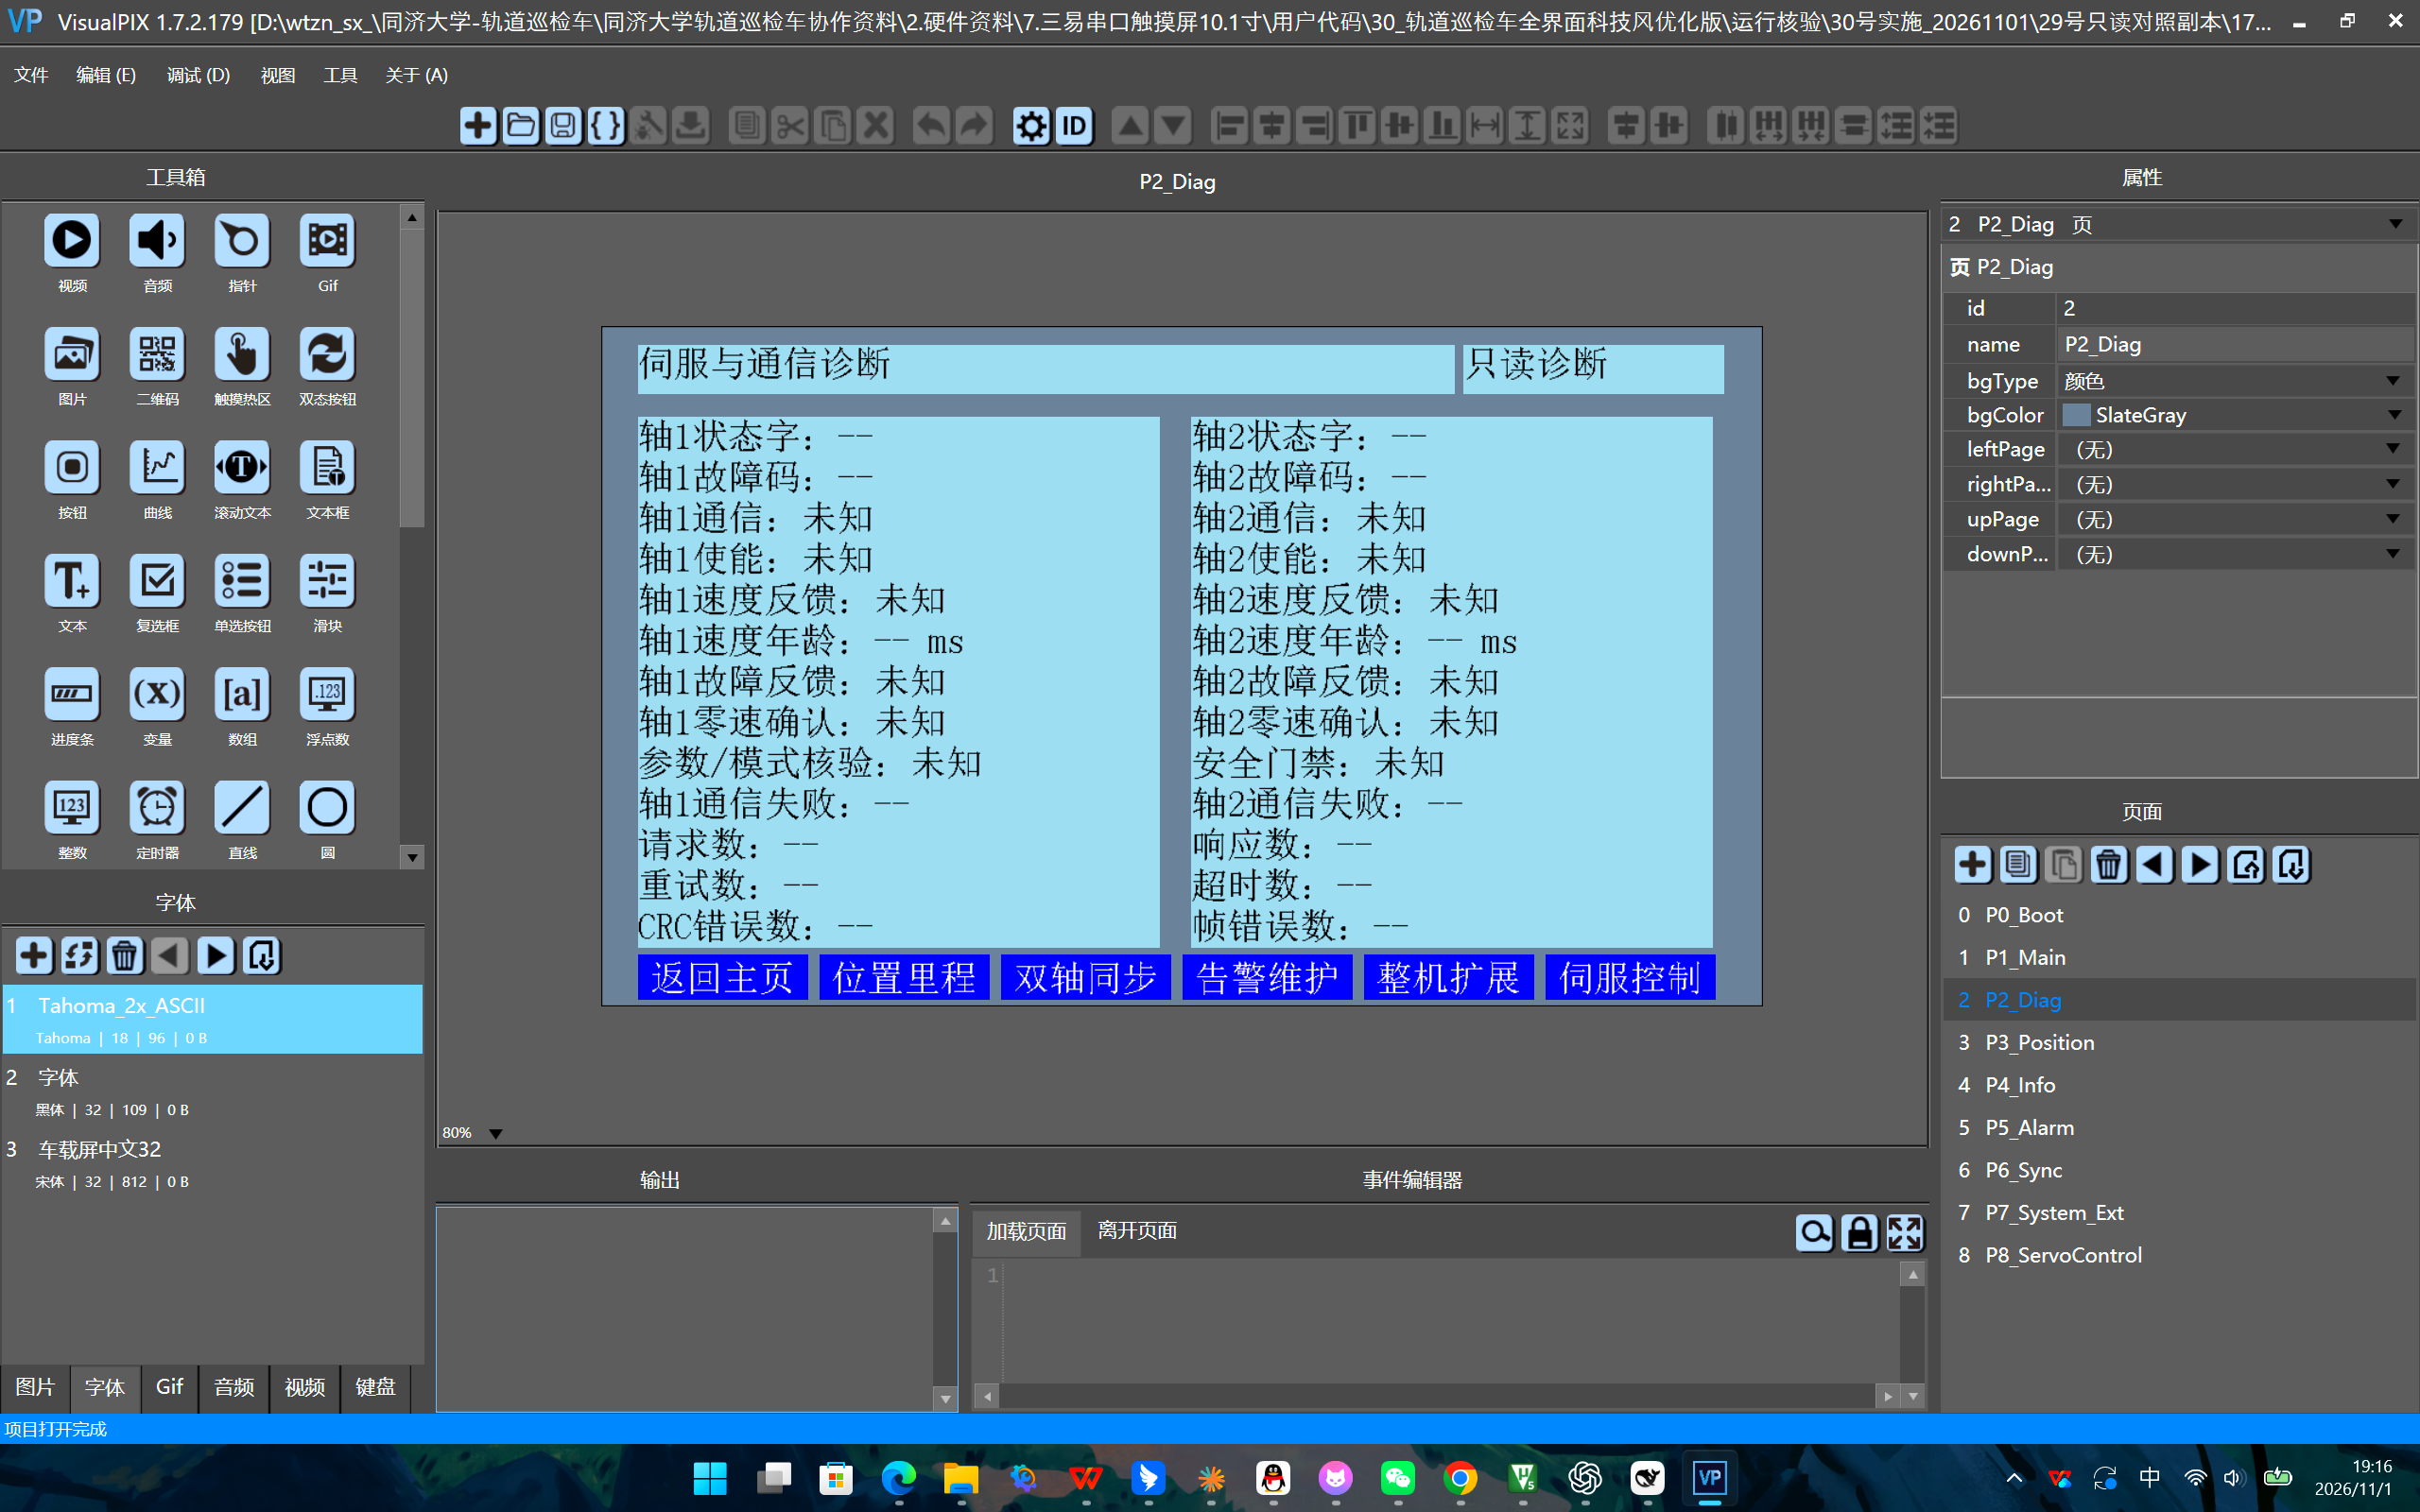 VP VisualPIX 1.7.2.179 [D:\wtzn_sx_\同济大学-轨道巡检车\同济大学轨道巡检车协作资料\2.硬件资料\7.三易串口触摸屏10.1寸\用户代码\30_轨道巡检车全界面科技风优化版\运行核验\30号实施_20261101\29号只读对照副本\17...
文件 编辑 (E) 调试 (D) 视图 工具 关于 (A)
ID
工具箱
视频 音频 指针 Gif
图片 二维码 触摸热区 双态按钮
按钮 曲线 滚动文本 文本框
文本 复选框 单选按钮 滑块
进度条 变量 数组 浮点数
整数 定时器 直线 圆
字体
1 Tahoma_2x_ASCII
Tahoma | 18 | 96 | 0 B
2 字体
黑体 | 32 | 109 | 0 B
3 车载屏中文32
宋体 | 32 | 812 | 0 B
图片 字体 Gif 音频 视频 键盘
P2_Diag
伺服与通信诊断 只读诊断
轴1状态字：--
轴1故障码：--
轴1通信：未知
轴1使能：未知
轴1速度反馈：未知
轴1速度年龄：-- ms
轴1故障反馈：未知
轴1零速确认：未知
参数/模式核验：未知
轴1通信失败：--
请求数：--
重试数：--
CRC错误数：--
轴2状态字：--
轴2故障码：--
轴2通信：未知
轴2使能：未知
轴2速度反馈：未知
轴2速度年龄：-- ms
轴2故障反馈：未知
轴2零速确认：未知
安全门禁：未知
轴2通信失败：--
响应数：--
超时数：--
帧错误数：--
返回主页 位置里程 双轴同步 告警维护 整机扩展 伺服控制
80%
输出
事件编辑器
加载页面 离开页面
1
属性
2 P2_Diag 页
页 P2_Diag
id 2
name P2_Diag
bgType 颜色
bgColor SlateGray
leftPage (无)
rightPa... (无)
upPage (无)
downP... (无)
页面
0 P0_Boot
1 P1_Main
2 P2_Diag
3 P3_Position
4 P4_Info
5 P5_Alarm
6 P6_Sync
7 P7_System_Ext
8 P8_ServoControl
项目打开完成
VP
中
19:16
2026/11/1